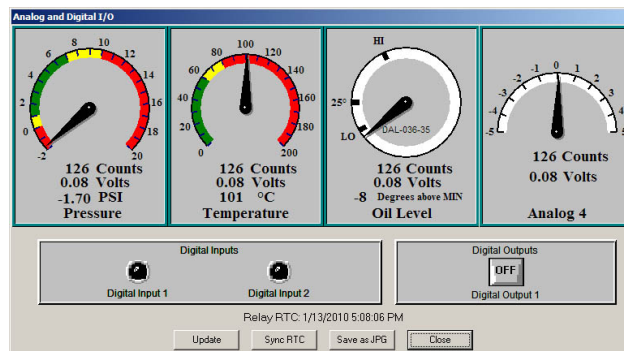 Analog and Digital I/O
-2 0 2 4 6 8 10 12 14 16 18 20
126 Counts
0.08 Volts
-1.70 PSI
Pressure
0 20 40 60 80 100 120 140 160 180 200
126 Counts
0.08 Volts
101 °C
Temperature
HI
25°
LO
DAL-036-35
126 Counts
0.08 Volts
-8 Degrees above MIN
Oil Level
-5 -4 -3 -2 -1 0 1 2 3 4 5
126 Counts
0.08 Volts
Analog 4
Digital Inputs
Digital Input 1 Digital Input 2
Digital Outputs
OFF
Digital Output 1
Relay RTC: 1/13/2010 5:08:06 PM
Update Sync RTC Save as JPG Close